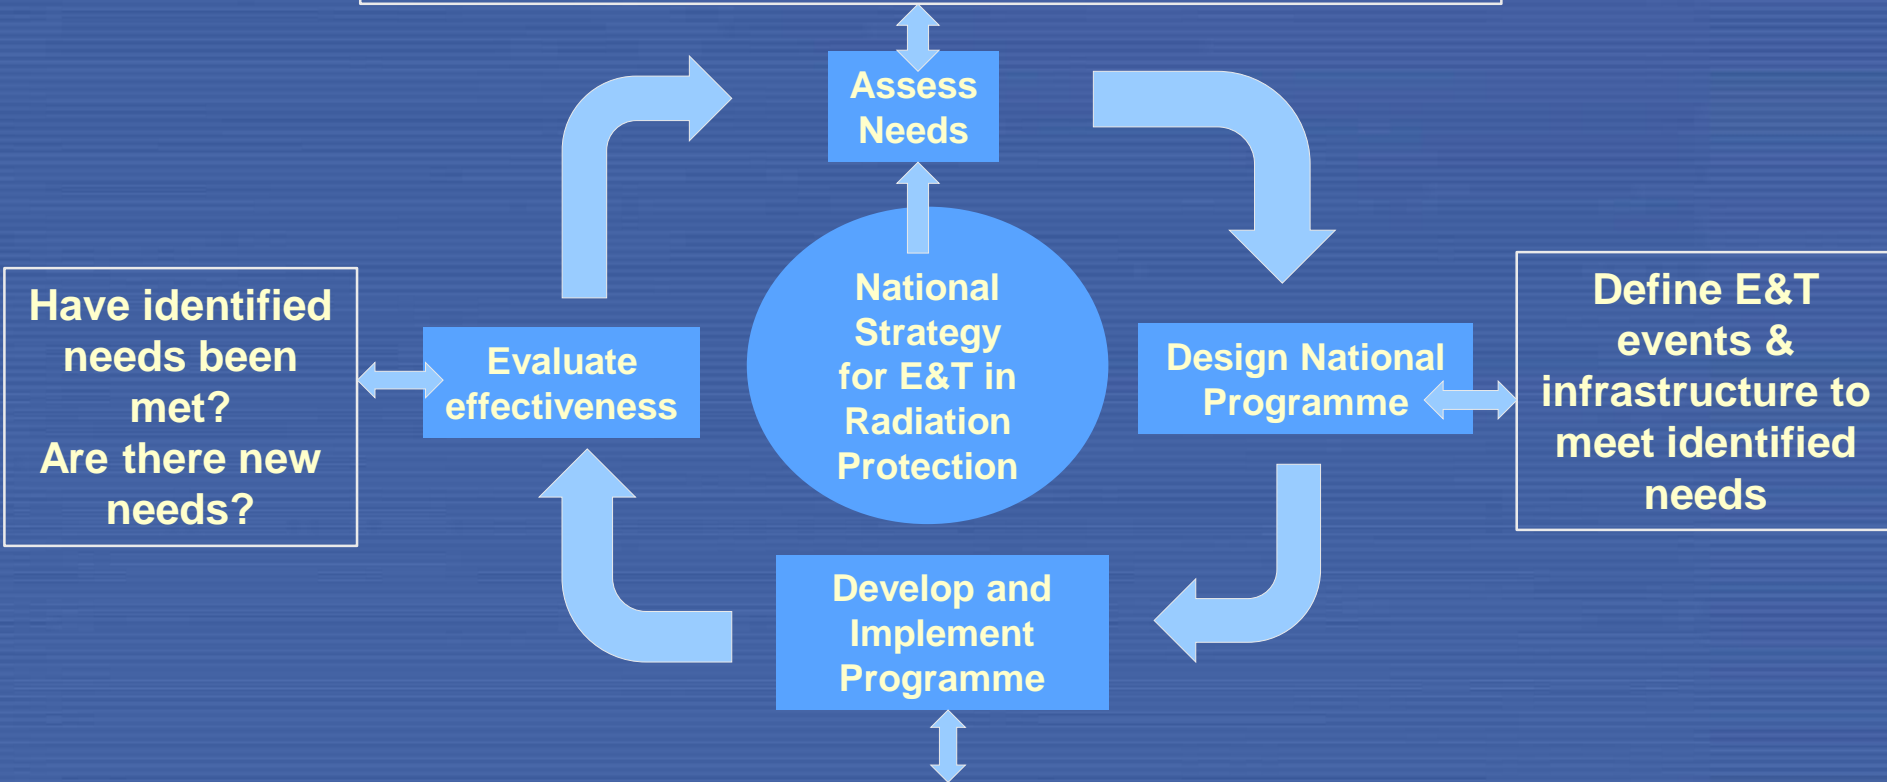 Assess
Needs
National
Strategy
for E&T in
Radiation
Protection
Have identified
needs been
met?
Are there new
needs?
Evaluate
effectiveness
Design National
Programme
Define E&T
events &
infrastructure to
meet identified
needs
Develop and
Implement
Programme